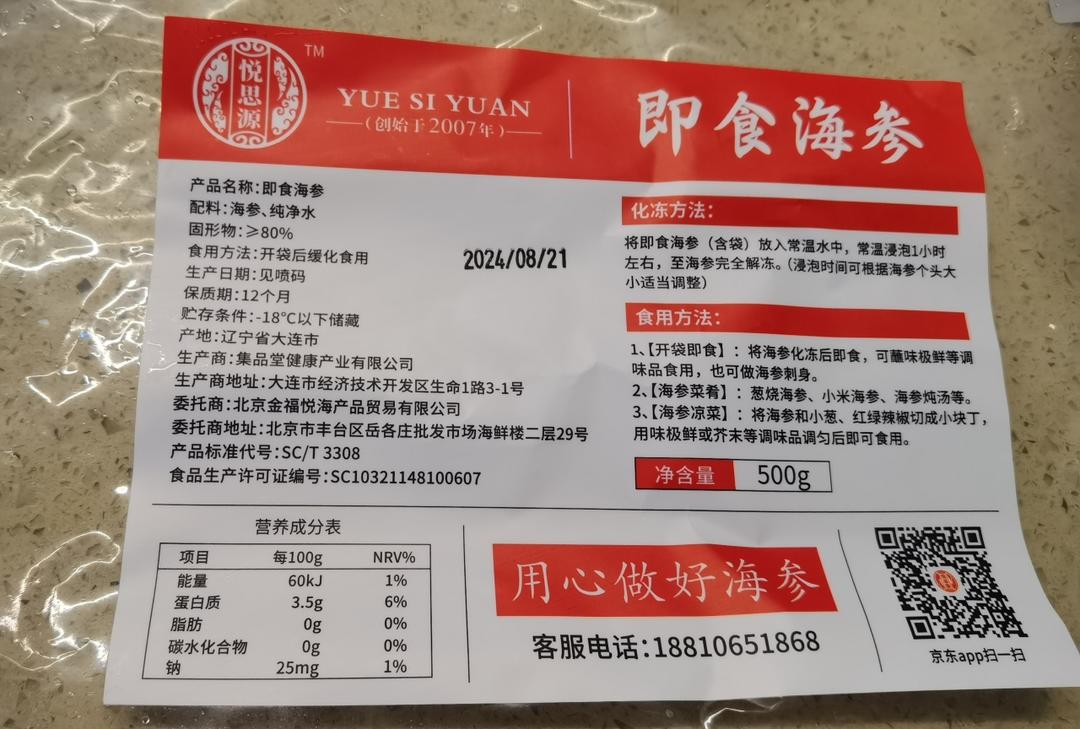 悦思源
TM
YUE SI YUAN
(创始于2007年)
即食海参
产品名称:即食海参
配料:海参、纯净水
固形物:≥80%
食用方法:开袋后缓化食用
生产日期:见喷码
2024/08/21
保质期:12个月
贮存条件:-18℃以下储藏
产地:辽宁省大连市
生产商:集品堂健康产业有限公司
生产商地址:大连市经济技术开发区生命1路3-1号
委托商:北京金福悦海产品贸易有限公司
委托商地址:北京市丰台区岳各庄批发市场海鲜楼二层29号
产品标准代号:SC/T 3308
食品生产许可证编号:SC10321148100607
化冻方法:
将即食海参（含袋）放入常温水中，常温浸泡1小时
左右，至海参完全解冻。（浸泡时间可根据海参个头大
小适当调整）
食用方法:
1、【开袋即食】：将海参化冻后即食，可蘸味极鲜等调
味品食用，也可做海参刺身。
2、【海参菜肴】：葱烧海参、小米海参、海参炖汤等。
3、【海参凉菜】：将海参和小葱、红绿辣椒切成小块丁，
用味极鲜或芥末等调味品调匀后即可食用。
净含量 500g
营养成分表
项目 每100g NRV%
能量 60kJ 1%
蛋白质 3.5g 6%
脂肪 0g 0%
碳水化合物 0g 0%
钠 25mg 1%
用心做好海参
客服电话:18810651868
京东app扫一扫